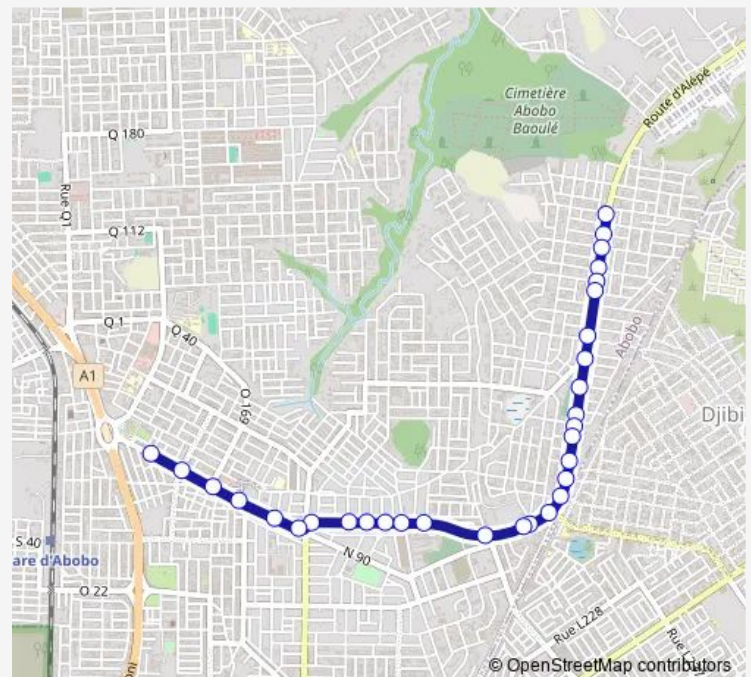 Cimetière
Abobo
Baoulé
Route d'Alépé
Q 180
Rue Q1
Q 112
Q 1
Q 40
A1
Q 169
Abobo
Djibi
S 40
are d'Abobo
N 90
O 22
Rue L228
oni
© OpenStreetMap contributors